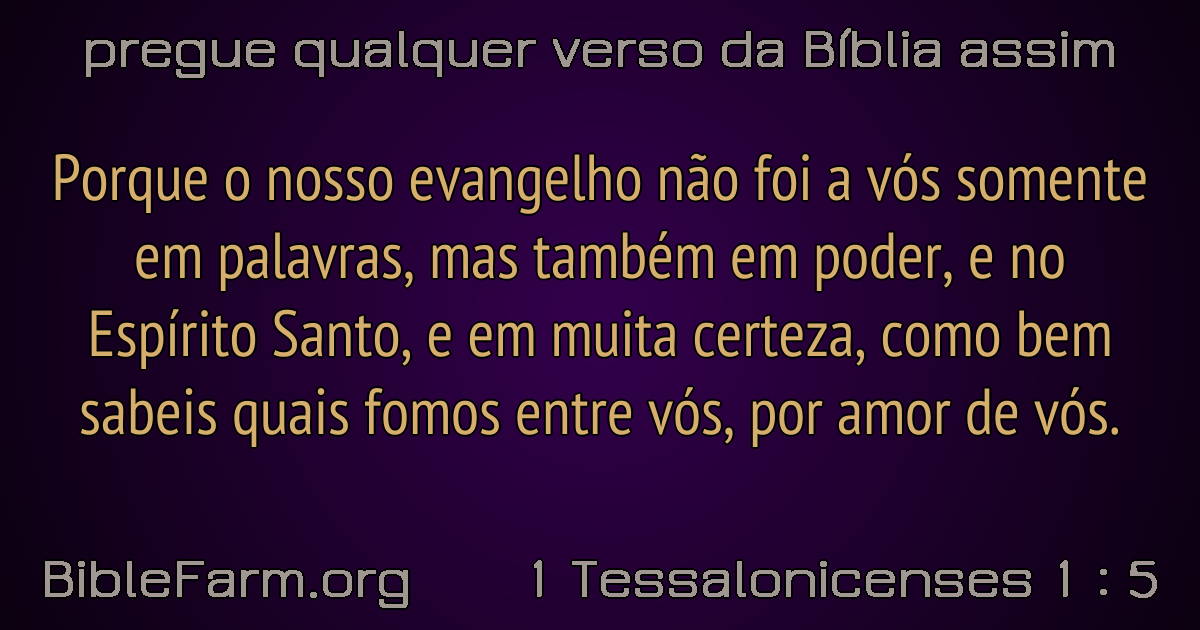 pregue qualquer verso da Bíblia assim
Porque o nosso evangelho não foi a vós somente
em palavras, mas também em poder, e no
Espírito Santo, e em muita certeza, como bem
sabeis quais fomos entre vós, por amor de vós.
BibleFarm.org 1 Tessalonicenses 1 : 5